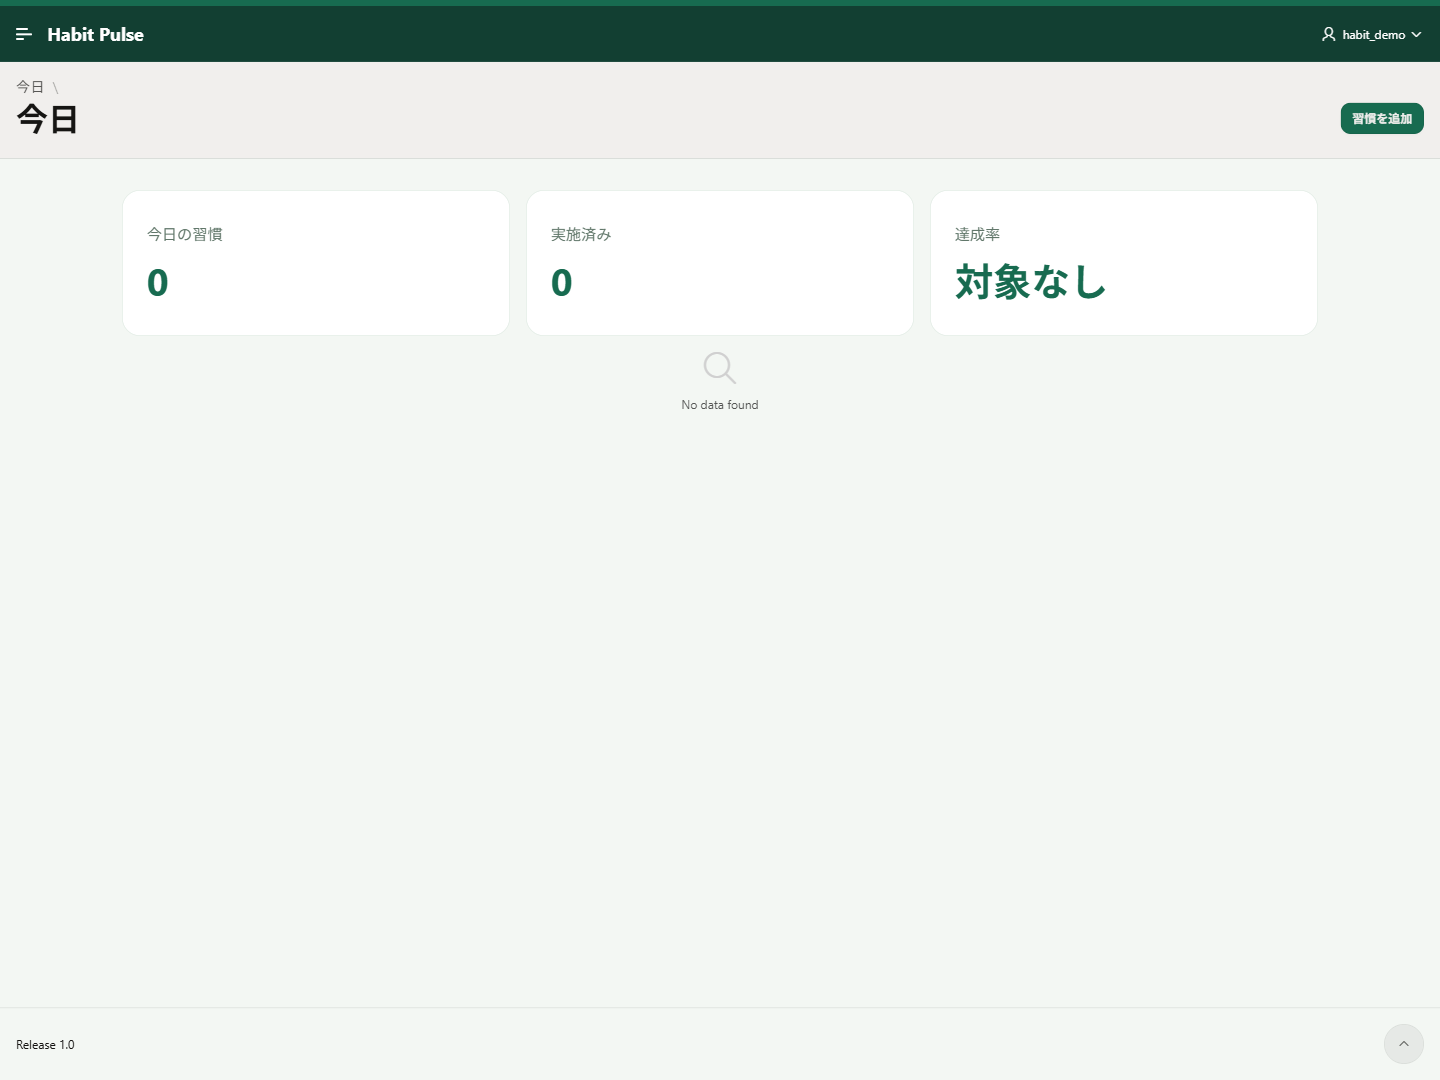 Habit Pulse
habit_demo
今日 \
今日
習慣を追加
今日の習慣
0
実施済み
0
達成率
対象なし
No data found
Release 1.0